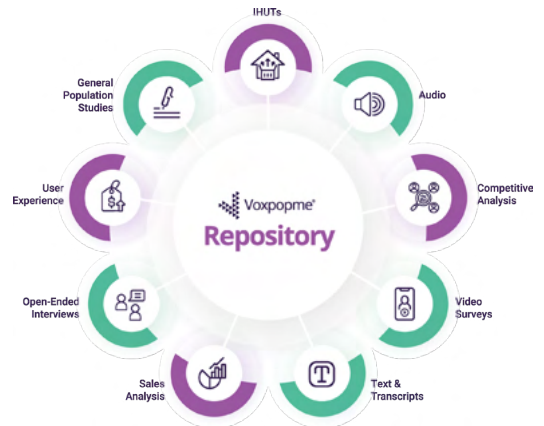 IHUTs
General
Population
Studies
Audio
User
Experience
Competitive
Analysis
Voxpopme®
Repository
Open-Ended
Interviews
Video
Surveys
Sales
Analysis
Text &
Transcripts
T